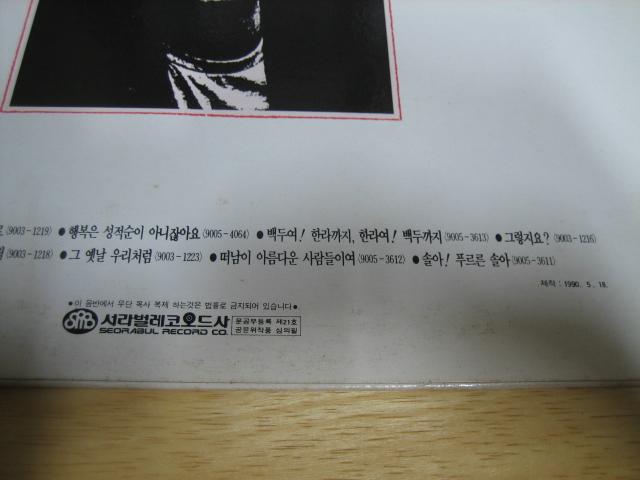 (9003-1219) ●행복은 성적순이 아니잖아요(9005-4064) ●백두여! 한라까지, 한라여! 백두까지(9005-3613) ●그렇지요?(9003-1216)
(9003-1218) ●그 옛날 우리처럼(9003-1223) ●떠남이 아름다운 사람들이여(9005-3612) ●솔아! 푸르른 솔아(9005-3611)
제작 : 1990. 5. 18.
●이 음반에서 무단 복사 복제 하는것은 법률로 금지되어 있습니다●
SRB 서라벌레코오드사 문공부등록 제21호
SEORABUL RECORD CO. 공문위작품 심의필